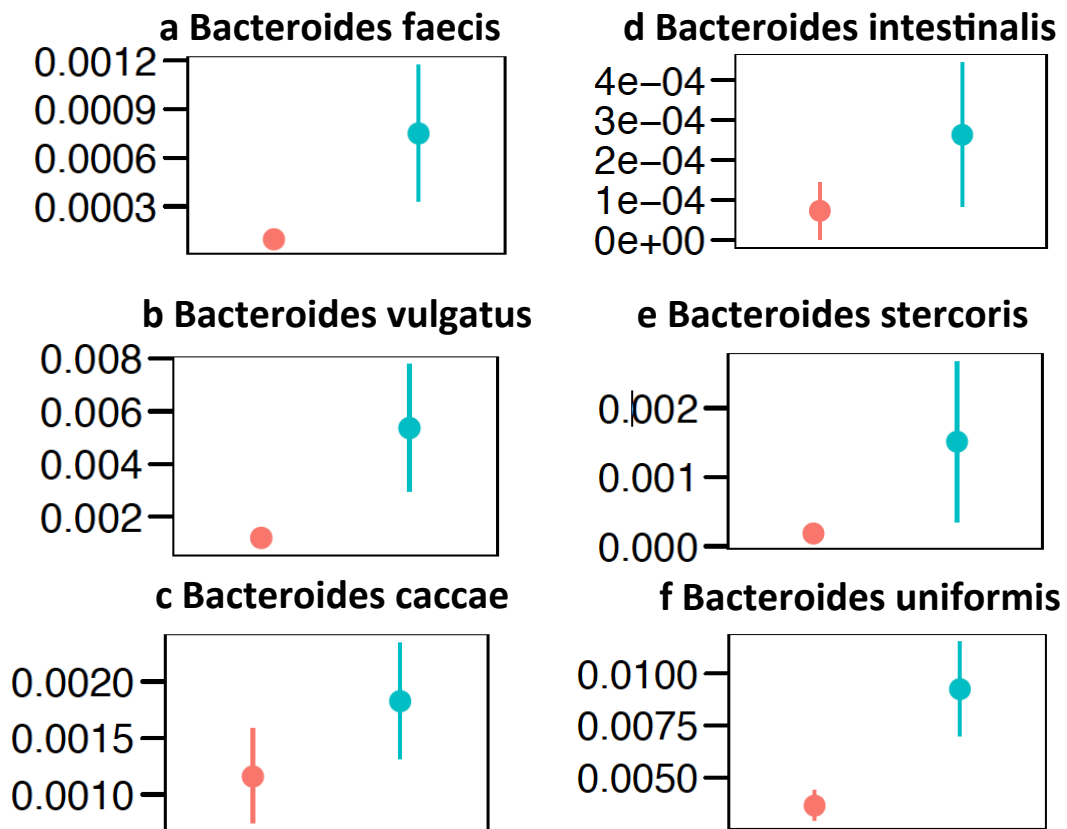 a Bacteroides faecis
0.0012
0.0009
0.0006
0.0003
b Bacteroides vulgatus
0.008
0.006
0.004
0.002
c Bacteroides caccae
0.0020
0.0015
0.0010
d Bacteroides intestinalis
4e−04
3e−04
2e−04
1e−04
0e+00
e Bacteroides stercoris
0.002
0.001
0.000
f Bacteroides uniformis
0.0100
0.0075
0.0050